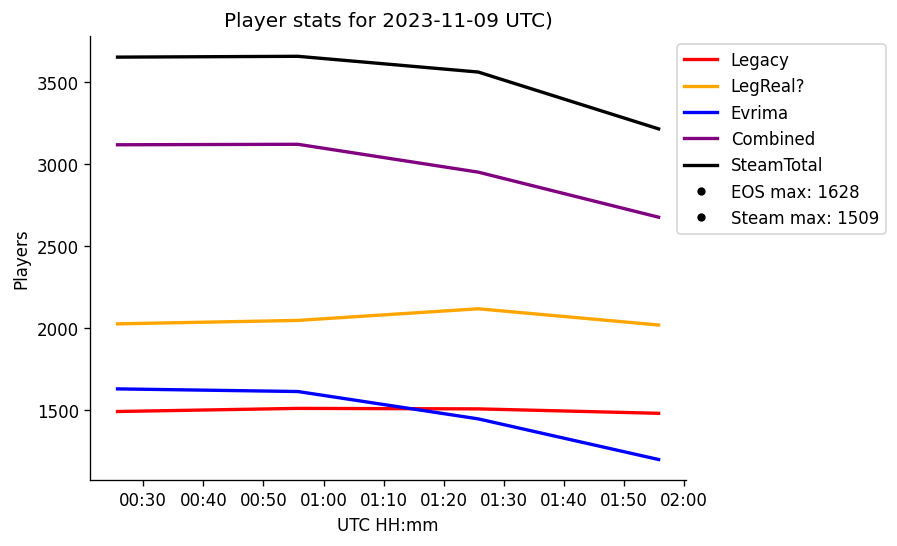 Player stats for 2023-11-09 UTC)
Players
3500
3000
2500
2000
1500
00:30 00:40 00:50 01:00 01:10 01:20 01:30 01:40 01:50 02:00
UTC HH:mm
Legacy
LegReal?
Evrima
Combined
SteamTotal
EOS max: 1628
Steam max: 1509